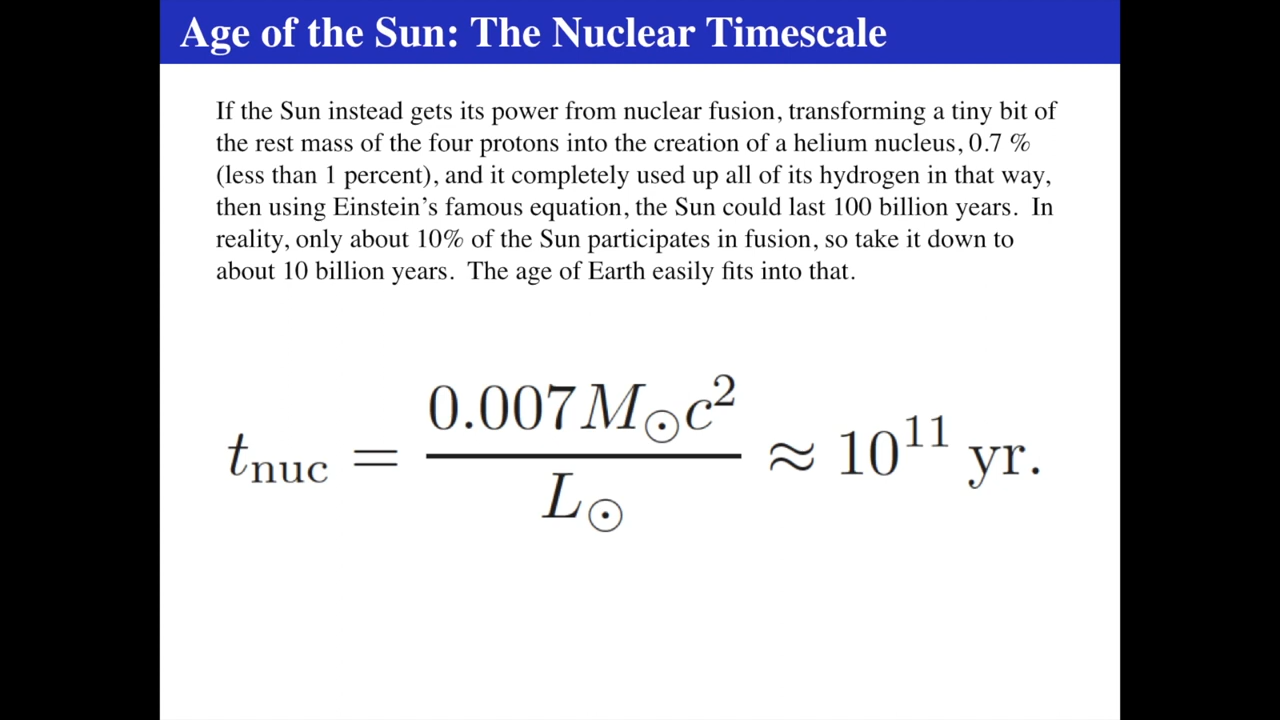 Age of the Sun: The Nuclear Timescale
If the Sun instead gets its power from nuclear fusion, transforming a tiny bit of
the rest mass of the four protons into the creation of a helium nucleus, 0.7 %
(less than 1 percent), and it completely used up all of its hydrogen in that way,
then using Einstein’s famous equation, the Sun could last 100 billion years.  In
reality, only about 10% of the Sun participates in fusion, so take it down to
about 10 billion years.  The age of Earth easily fits into that.
t_nuc = 0.007M_⊙c² / L_⊙ ≈ 10¹¹ yr.